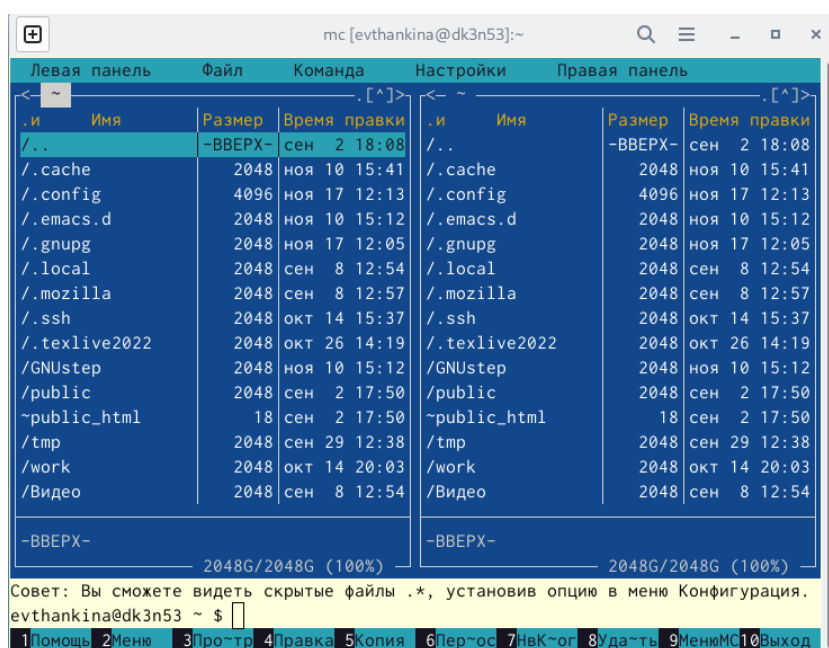 mc [evthankina@dk3n53]:~
Левая панель Файл Команда Настройки Правая панель
<— ~ .[^]> <— ~ .[^]>
.и Имя Размер Время правки .и Имя Размер Время правки
/.. -ВВЕРХ- сен 2 18:08 /.. -ВВЕРХ- сен 2 18:08
/.cache 2048 ноя 10 15:41 /.cache 2048 ноя 10 15:41
/.config 4096 ноя 17 12:13 /.config 4096 ноя 17 12:13
/.emacs.d 2048 ноя 10 15:12 /.emacs.d 2048 ноя 10 15:12
/.gnupg 2048 ноя 17 12:05 /.gnupg 2048 ноя 17 12:05
/.local 2048 сен 8 12:54 /.local 2048 сен 8 12:54
/.mozilla 2048 сен 8 12:57 /.mozilla 2048 сен 8 12:57
/.ssh 2048 окт 14 15:37 /.ssh 2048 окт 14 15:37
/.texlive2022 2048 окт 26 14:19 /.texlive2022 2048 окт 26 14:19
/GNUstep 2048 ноя 10 15:12 /GNUstep 2048 ноя 10 15:12
/public 2048 сен 2 17:50 /public 2048 сен 2 17:50
~public_html 18 сен 2 17:50 ~public_html 18 сен 2 17:50
/tmp 2048 сен 29 12:38 /tmp 2048 сен 29 12:38
/work 2048 окт 14 20:03 /work 2048 окт 14 20:03
/Видео 2048 сен 8 12:54 /Видео 2048 сен 8 12:54
-ВВЕРХ- -ВВЕРХ-
2048G/2048G (100%) 2048G/2048G (100%)
Совет: Вы сможете видеть скрытые файлы .*, установив опцию в меню Конфигурация.
evthankina@dk3n53 ~ $
1Помощь 2Меню 3Про~тр 4Правка 5Копия 6Пер~ос 7НвК~ог 8Уда~ть 9МенюМС 10Выход